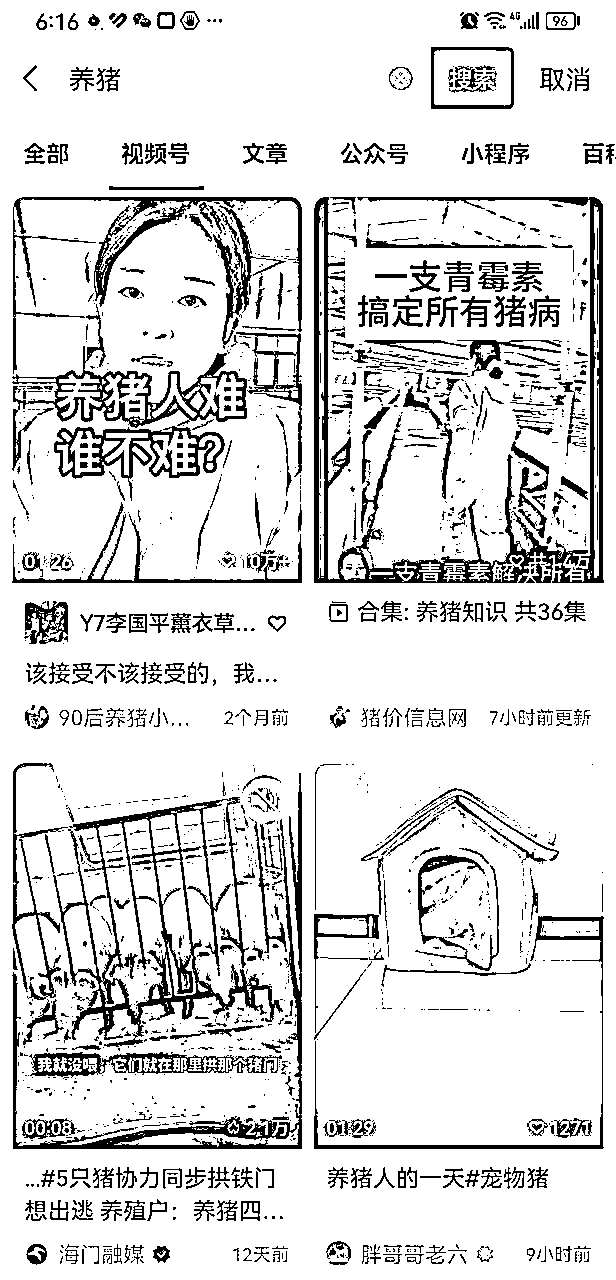 6:16
4G
96
养猪
搜索
取消
全部 视频号 文章 公众号 小程序 百科
养猪人难
谁不难?
01:26
10万+
Y7李国平薰衣草...
该接受不该接受的，我...
90后养猪小...
2个月前
一支青霉素
搞定所有猪病
一支青霉素解决所有
合集: 养猪知识 共36集
猪价信息网
7小时前更新
我就没喂 它们就在那里拱那个猪门
00:08
2.1万
...#5只猪协力同步拱铁门
想出逃 养殖户：养猪四...
海门融媒
12天前
01:29
1271
养猪人的一天#宠物猪
胖哥哥老六
9小时前